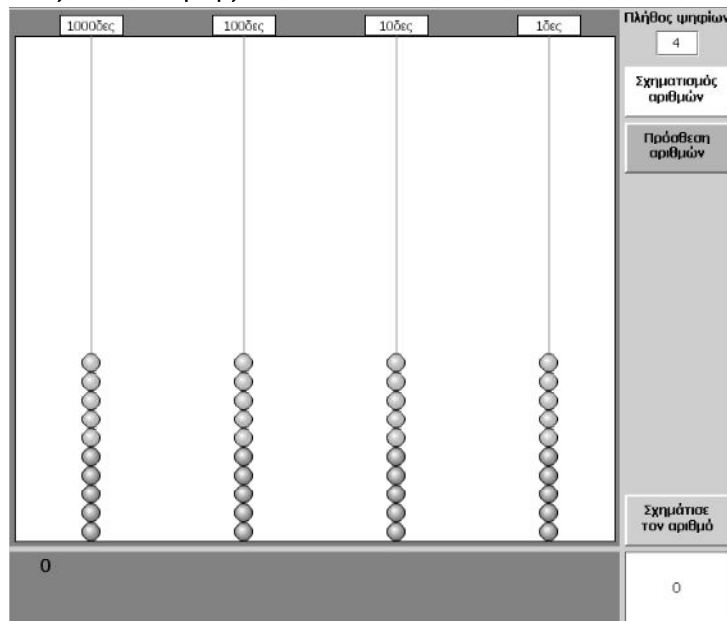 1000δες 100δες 10δες 1δες
Πλήθος ψηφίων
4
Σχηματισμός
αριθμών
Πρόσθεση
αριθμών
Σχημάτισε
τον αριθμό
0
0